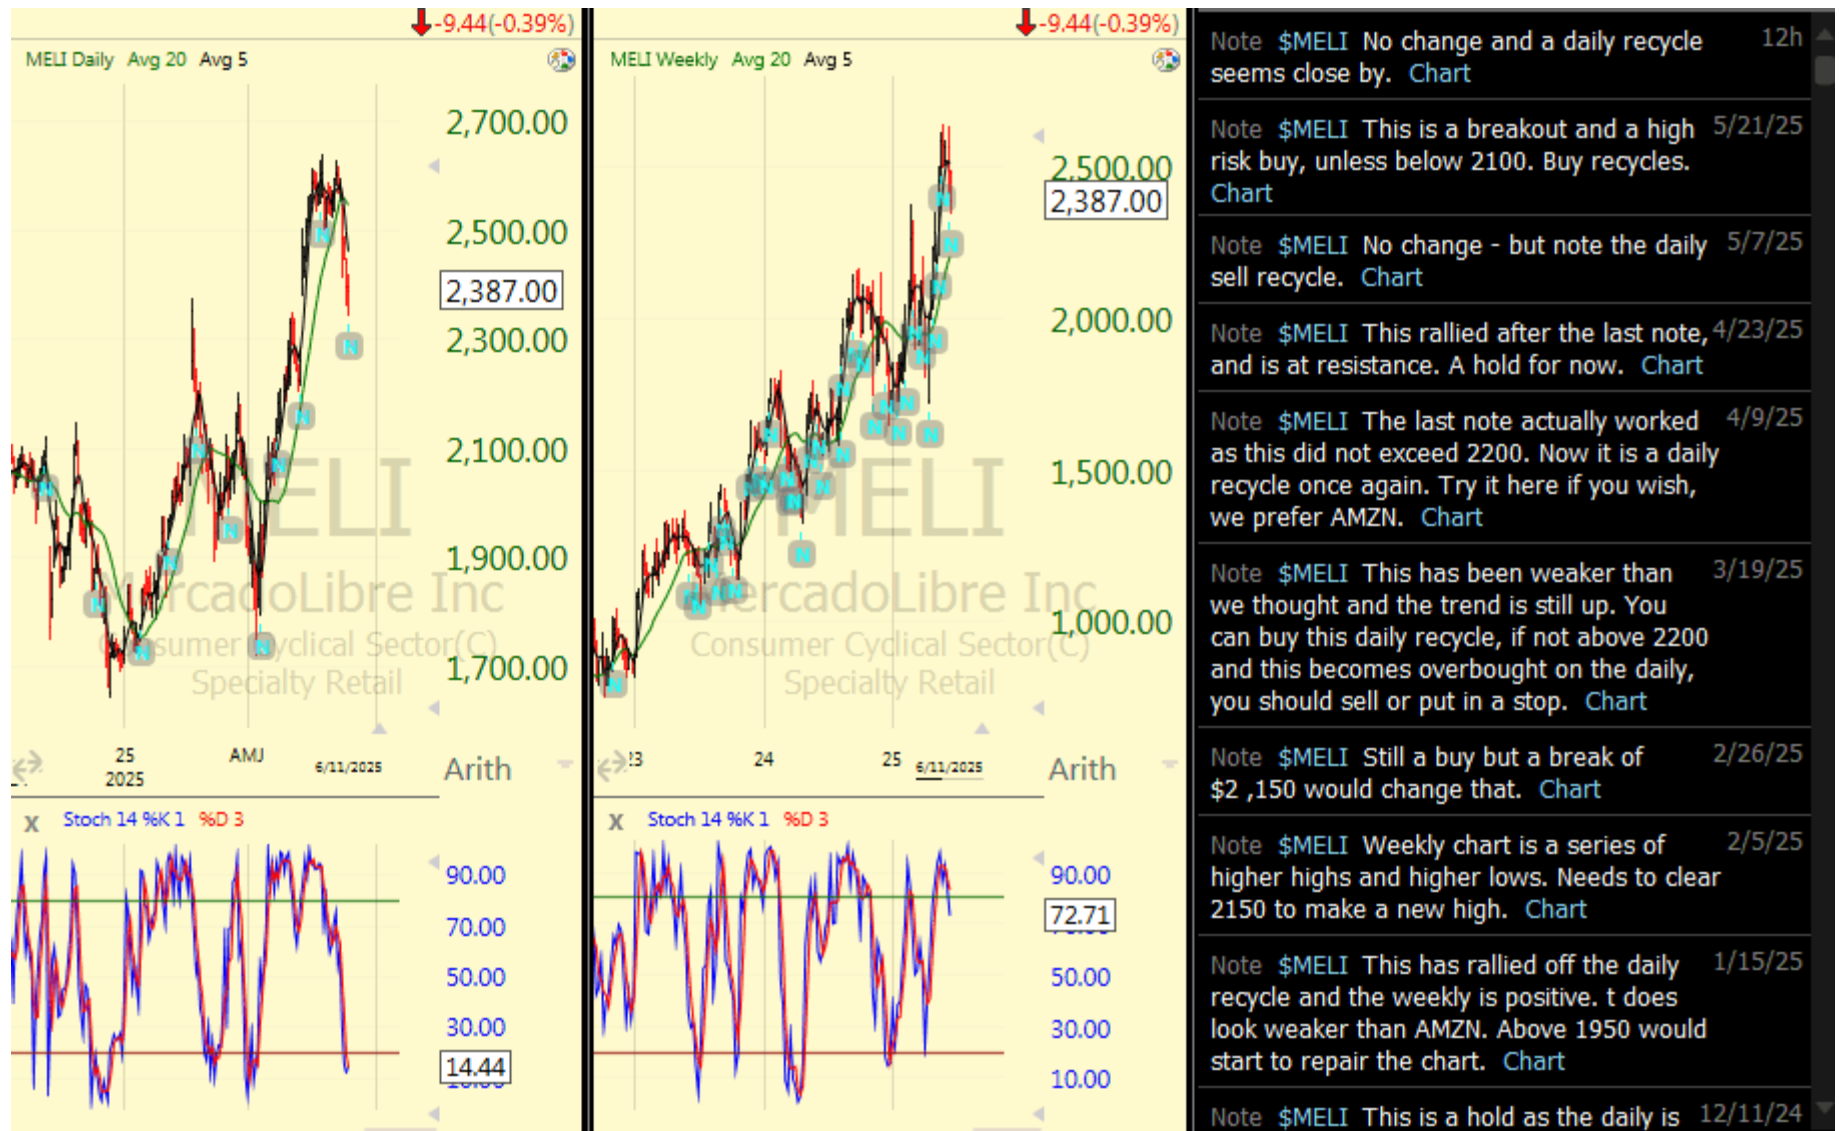 -9.44(-0.39%)
MELI Daily Avg 20 Avg 5
2,700.00
2,500.00
2,387.00
2,300.00
2,100.00
1,900.00
1,700.00
MELI
MercadoLibre Inc
Consumer Cyclical Sector(C)
Specialty Retail
25
2025
AMJ
6/11/2025
Arith
X Stoch 14 %K 1 %D 3
90.00
70.00
50.00
30.00
14.44
10.00
-9.44(-0.39%)
MELI Weekly Avg 20 Avg 5
2,500.00
2,387.00
2,000.00
1,500.00
1,000.00
MELI
MercadoLibre Inc
Consumer Cyclical Sector(C)
Specialty Retail
24
25
6/11/2025
Arith
X Stoch 14 %K 1 %D 3
90.00
72.71
50.00
30.00
10.00
Note $MELI No change and a daily recycle 12h
seems close by. Chart
Note $MELI This is a breakout and a high 5/21/25
risk buy, unless below 2100. Buy recycles.
Chart
Note $MELI No change - but note the daily 5/7/25
sell recycle. Chart
Note $MELI This rallied after the last note, 4/23/25
and is at resistance. A hold for now. Chart
Note $MELI The last note actually worked 4/9/25
as this did not exceed 2200. Now it is a daily
recycle once again. Try it here if you wish,
we prefer AMZN. Chart
Note $MELI This has been weaker than 3/19/25
we thought and the trend is still up. You
can buy this daily recycle, if not above 2200
and this becomes overbought on the daily,
you should sell or put in a stop. Chart
Note $MELI Still a buy but a break of 2/26/25
$2 ,150 would change that. Chart
Note $MELI Weekly chart is a series of 2/5/25
higher highs and higher lows. Needs to clear
2150 to make a new high. Chart
Note $MELI This has rallied off the daily 1/15/25
recycle and the weekly is positive. t does
look weaker than AMZN. Above 1950 would
start to repair the chart. Chart
Note $MELI This is a hold as the daily is 12/11/24